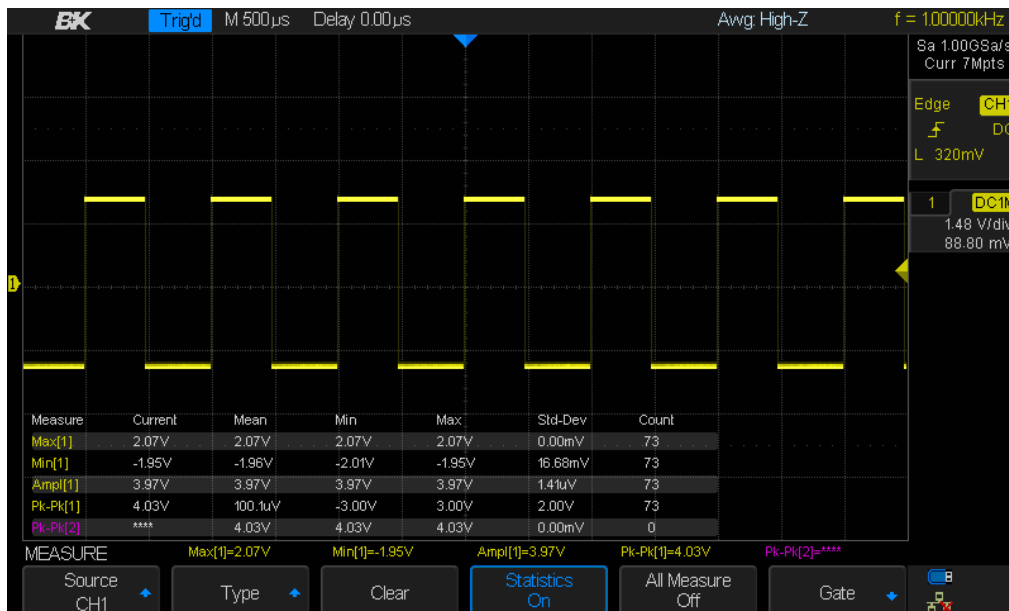 BK Trig'd M 500µs Delay 0.00µs Awg: High-Z f = 1.00000kHz
Sa 1.00GSa/s
Curr 7Mpts
Edge CH1
DC
L 320mV
1 DC1M
1.48 V/div
88.80 mV
1
Measure Current Mean Min Max Std-Dev Count
Max[1] 2.07V 2.07V 2.07V 2.07V 0.00mV 73
Min[1] -1.95V -1.96V -2.01V -1.95V 16.68mV 73
Ampl[1] 3.97V 3.97V 3.97V 3.97V 1.41uV 73
Pk-Pk[1] 4.03V 100.1uV -3.00V 3.00V 2.00V 73
Pk-Pk[2] **** 4.03V 4.03V 4.03V 0.00mV 0
MEASURE Max[1]=2.07V Min[1]=-1.95V Ampl[1]=3.97V Pk-Pk[1]=4.03V Pk-Pk[2]=****
Source
CH1
Type
Clear
Statistics
On
All Measure
Off
Gate